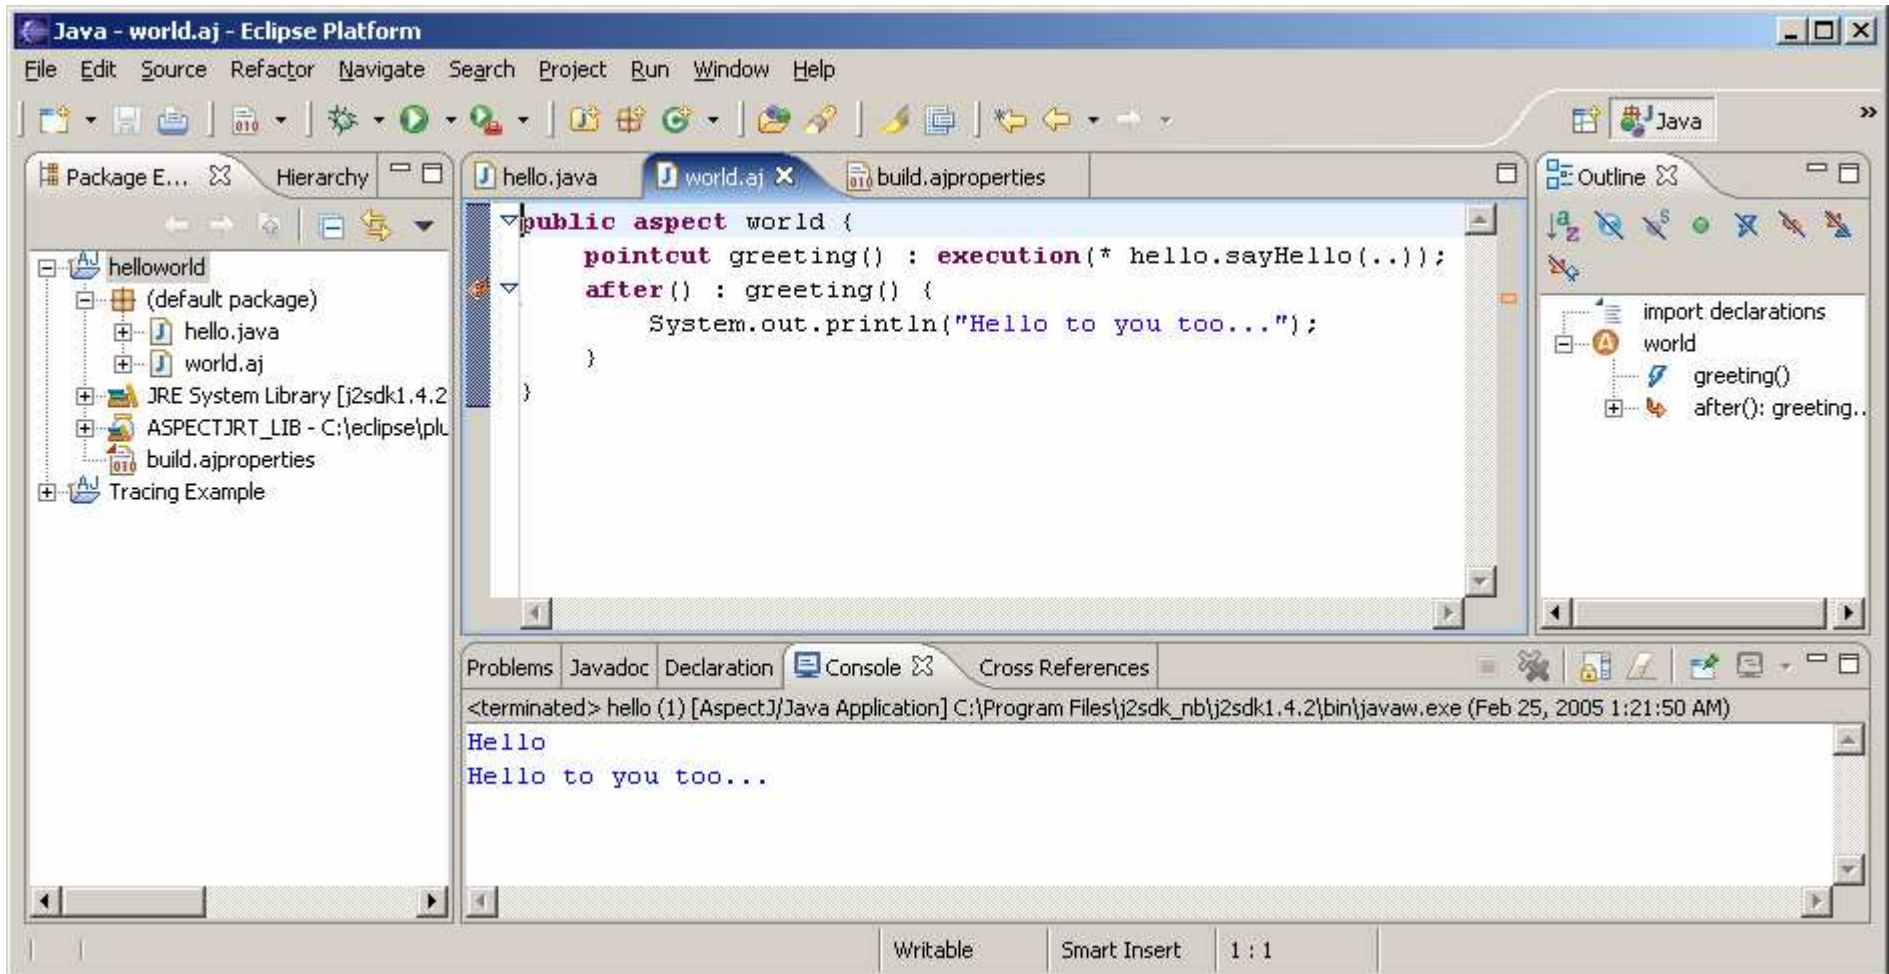 Java - world.aj - Eclipse Platform
File Edit Source Refactor Navigate Search Project Run Window Help
Java
Package E... Hierarchy
helloworld
(default package)
hello.java
world.aj
JRE System Library [j2sdk1.4.2
ASPECTJRT_LIB - C:\eclipse\plu
build.ajproperties
Tracing Example
hello.java world.aj build.ajproperties
public aspect world {
pointcut greeting() : execution(* hello.sayHello(..));
after() : greeting() {
System.out.println("Hello to you too...");
}
}
Outline
import declarations
world
greeting()
after(): greeting..
Problems Javadoc Declaration Console Cross References
<terminated> hello (1) [AspectJ/Java Application] C:\Program Files\j2sdk_nb\j2sdk1.4.2\bin\javaw.exe (Feb 25, 2005 1:21:50 AM)
Hello
Hello to you too...
Writable Smart Insert 1 : 1